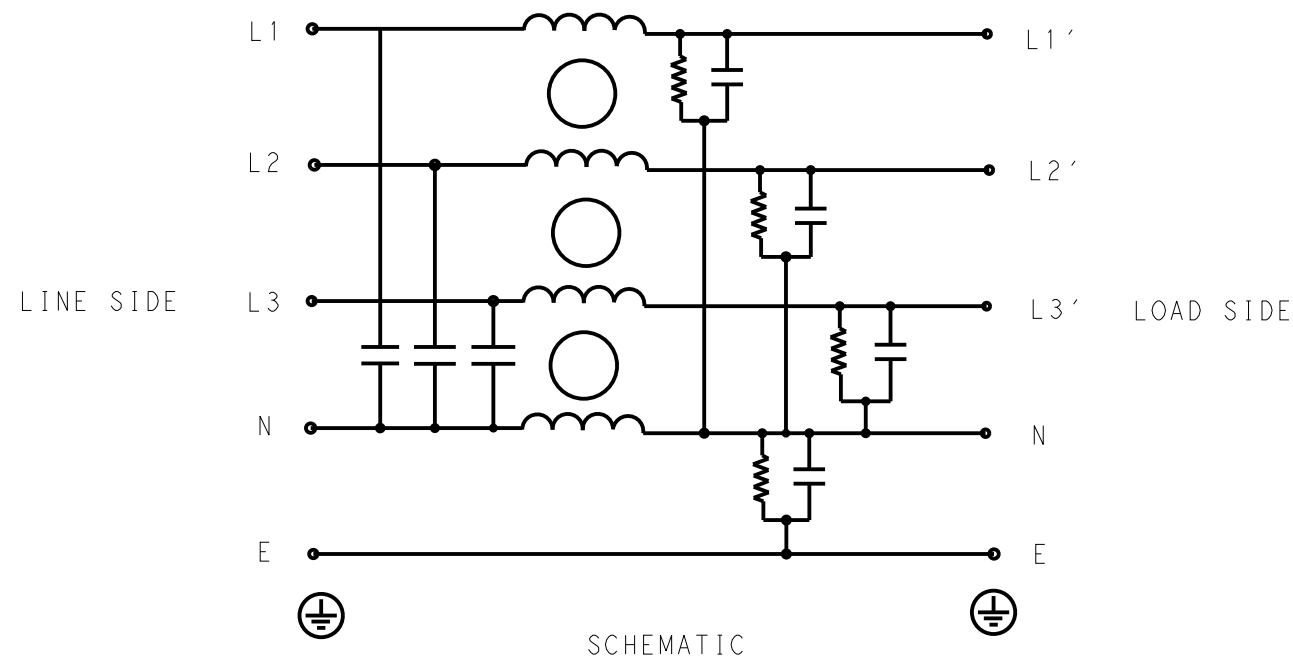 L1
L1′
L2
L2′
LINE SIDE
L3
L3′
LOAD SIDE
N
N
E
E
SCHEMATIC